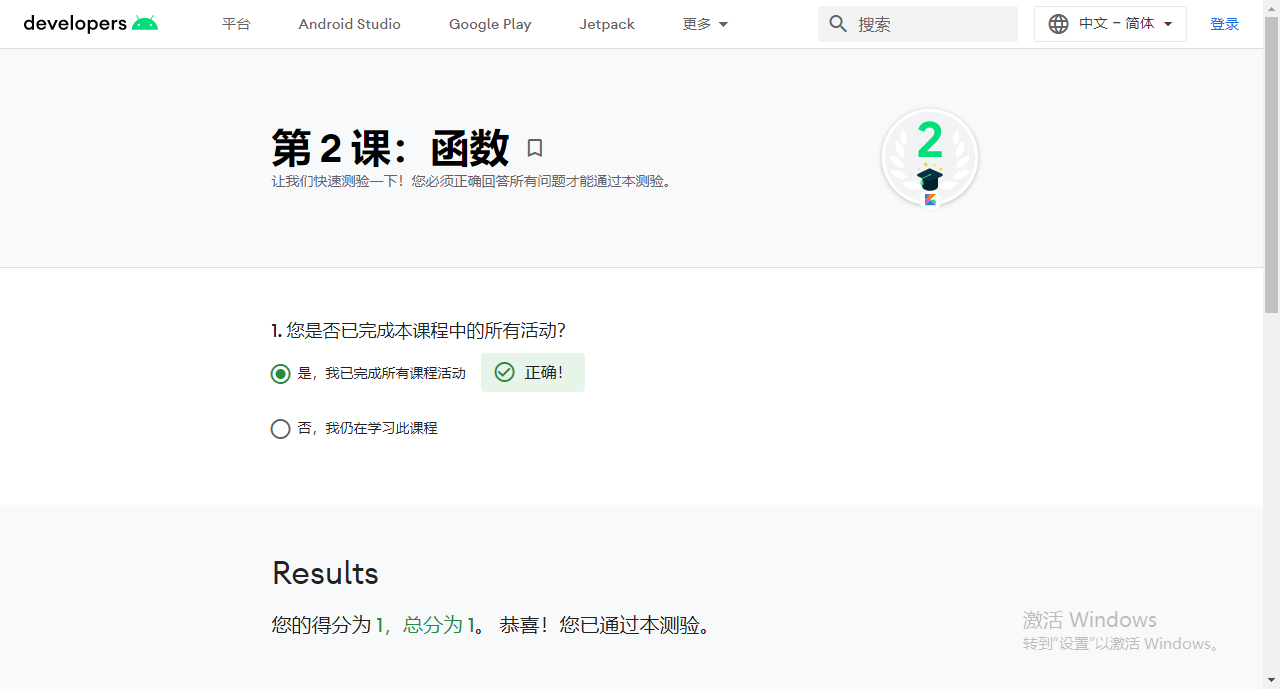 developers
平台
Android Studio
Google Play
Jetpack
更多
搜索
中文 – 简体
登录
第 2 课：函数
让我们快速测验一下！您必须正确回答所有问题才能通过本测验。
2
1. 您是否已完成本课程中的所有活动？
是，我已完成所有课程活动
正确！
否，我仍在学习此课程
Results
您的得分为 1，总分为 1。 恭喜！您已通过本测验。
激活 Windows
转到“设置”以激活 Windows。